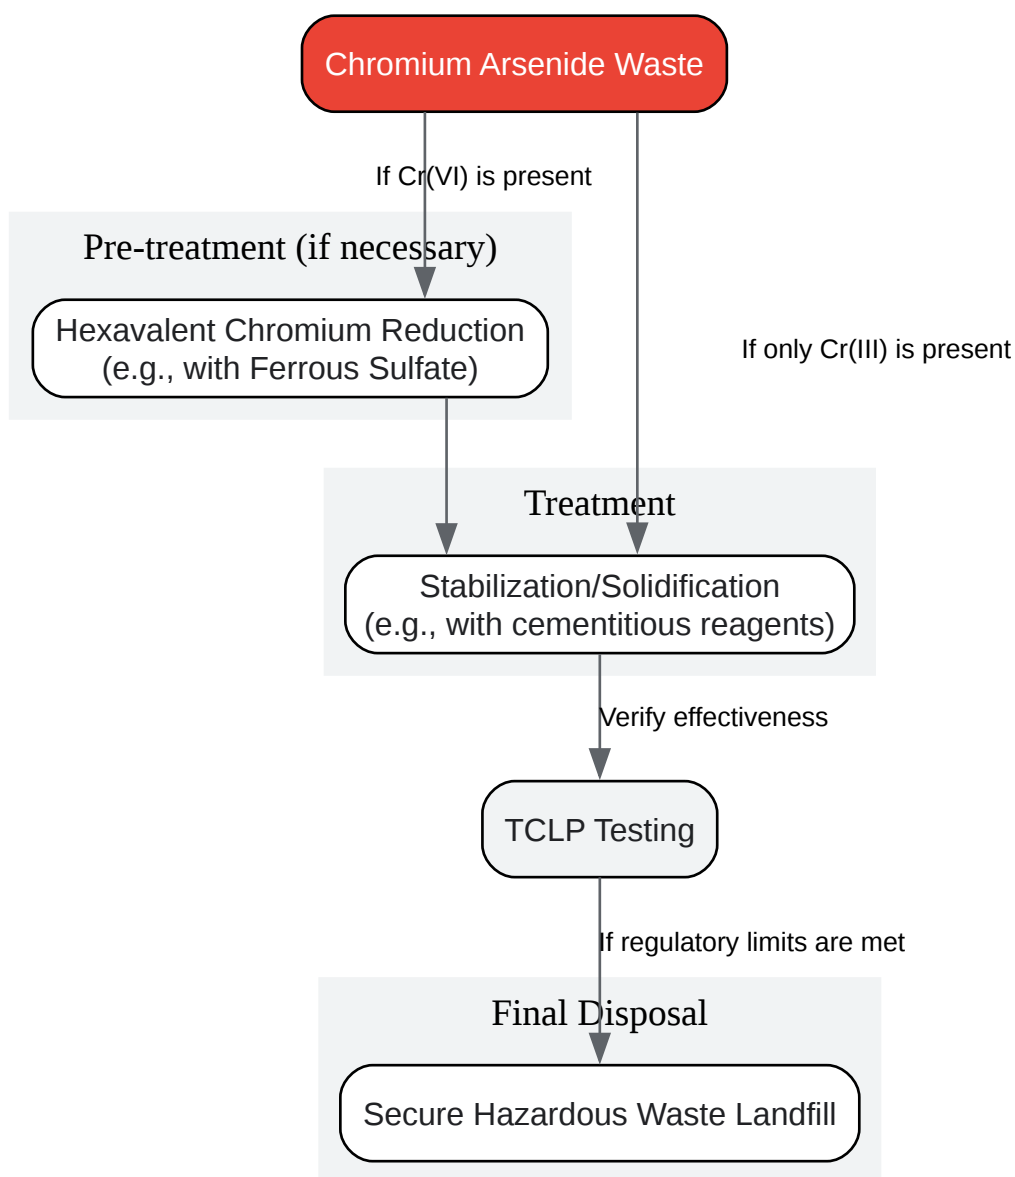 Chromium Arsenide Waste
If Cr(VI) is present
Pre-treatment (if necessary)
Hexavalent Chromium Reduction
(e.g., with Ferrous Sulfate)
If only Cr(III) is present
Treatment
Stabilization/Solidification
(e.g., with cementitious reagents)
Verify effectiveness
TCLP Testing
If regulatory limits are met
Final Disposal
Secure Hazardous Waste Landfill